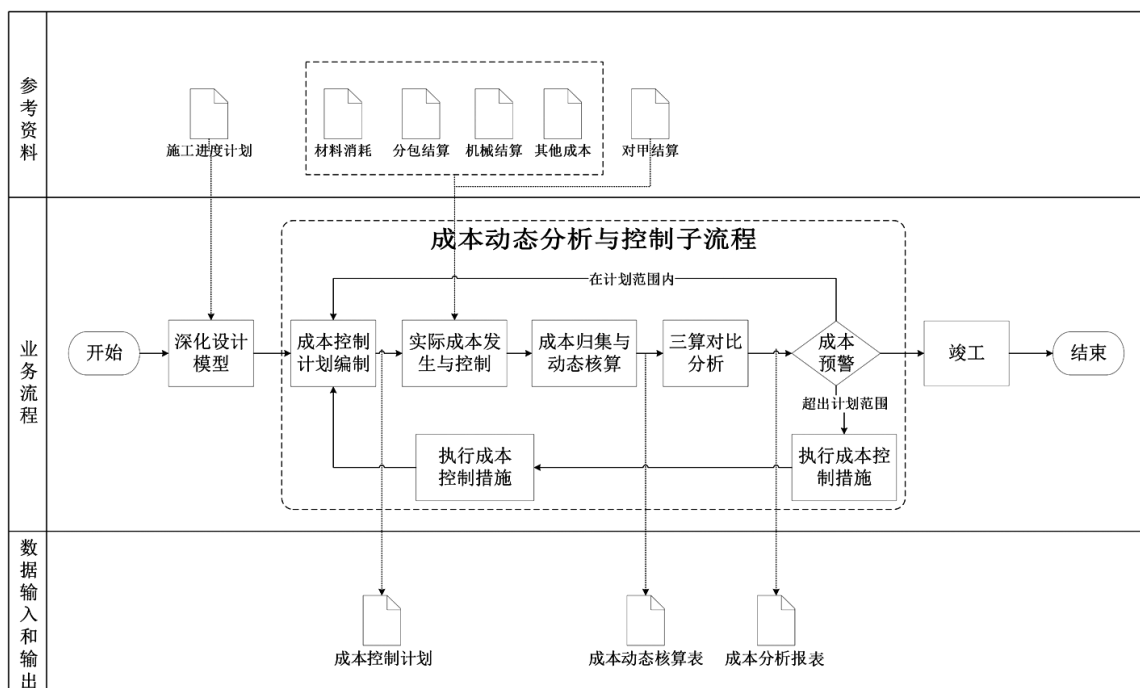 参考资料
施工进度计划
材料消耗
分包结算
机械结算
其他成本
对甲结算
业务流程
成本动态分析与控制子流程
在计划范围内
开始
深化设计
模型
成本控制
计划编制
实际成本发
生与控制
成本归集与
动态核算
三算对比
分析
成本
预警
竣工
结束
超出计划范围
执行成本
控制措施
执行成本控
制措施
数据输入和输出
成本控制计划
成本动态核算表
成本分析报表